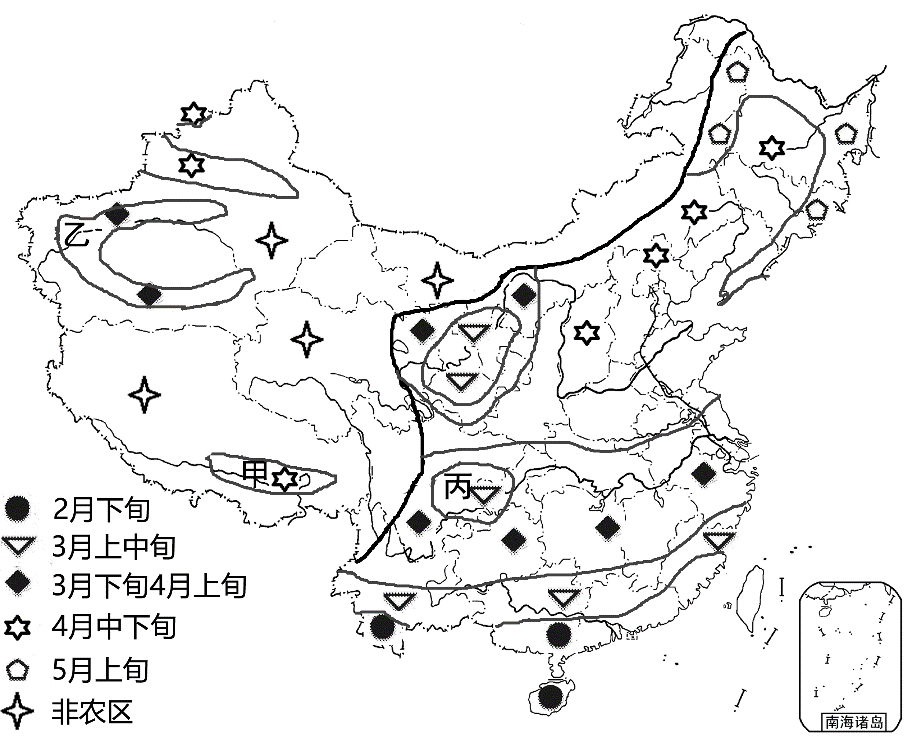 乙
甲
丙
2月下旬
3月上中旬
3月下旬4月上旬
4月中下旬
5月上旬
非农区
南海诸岛